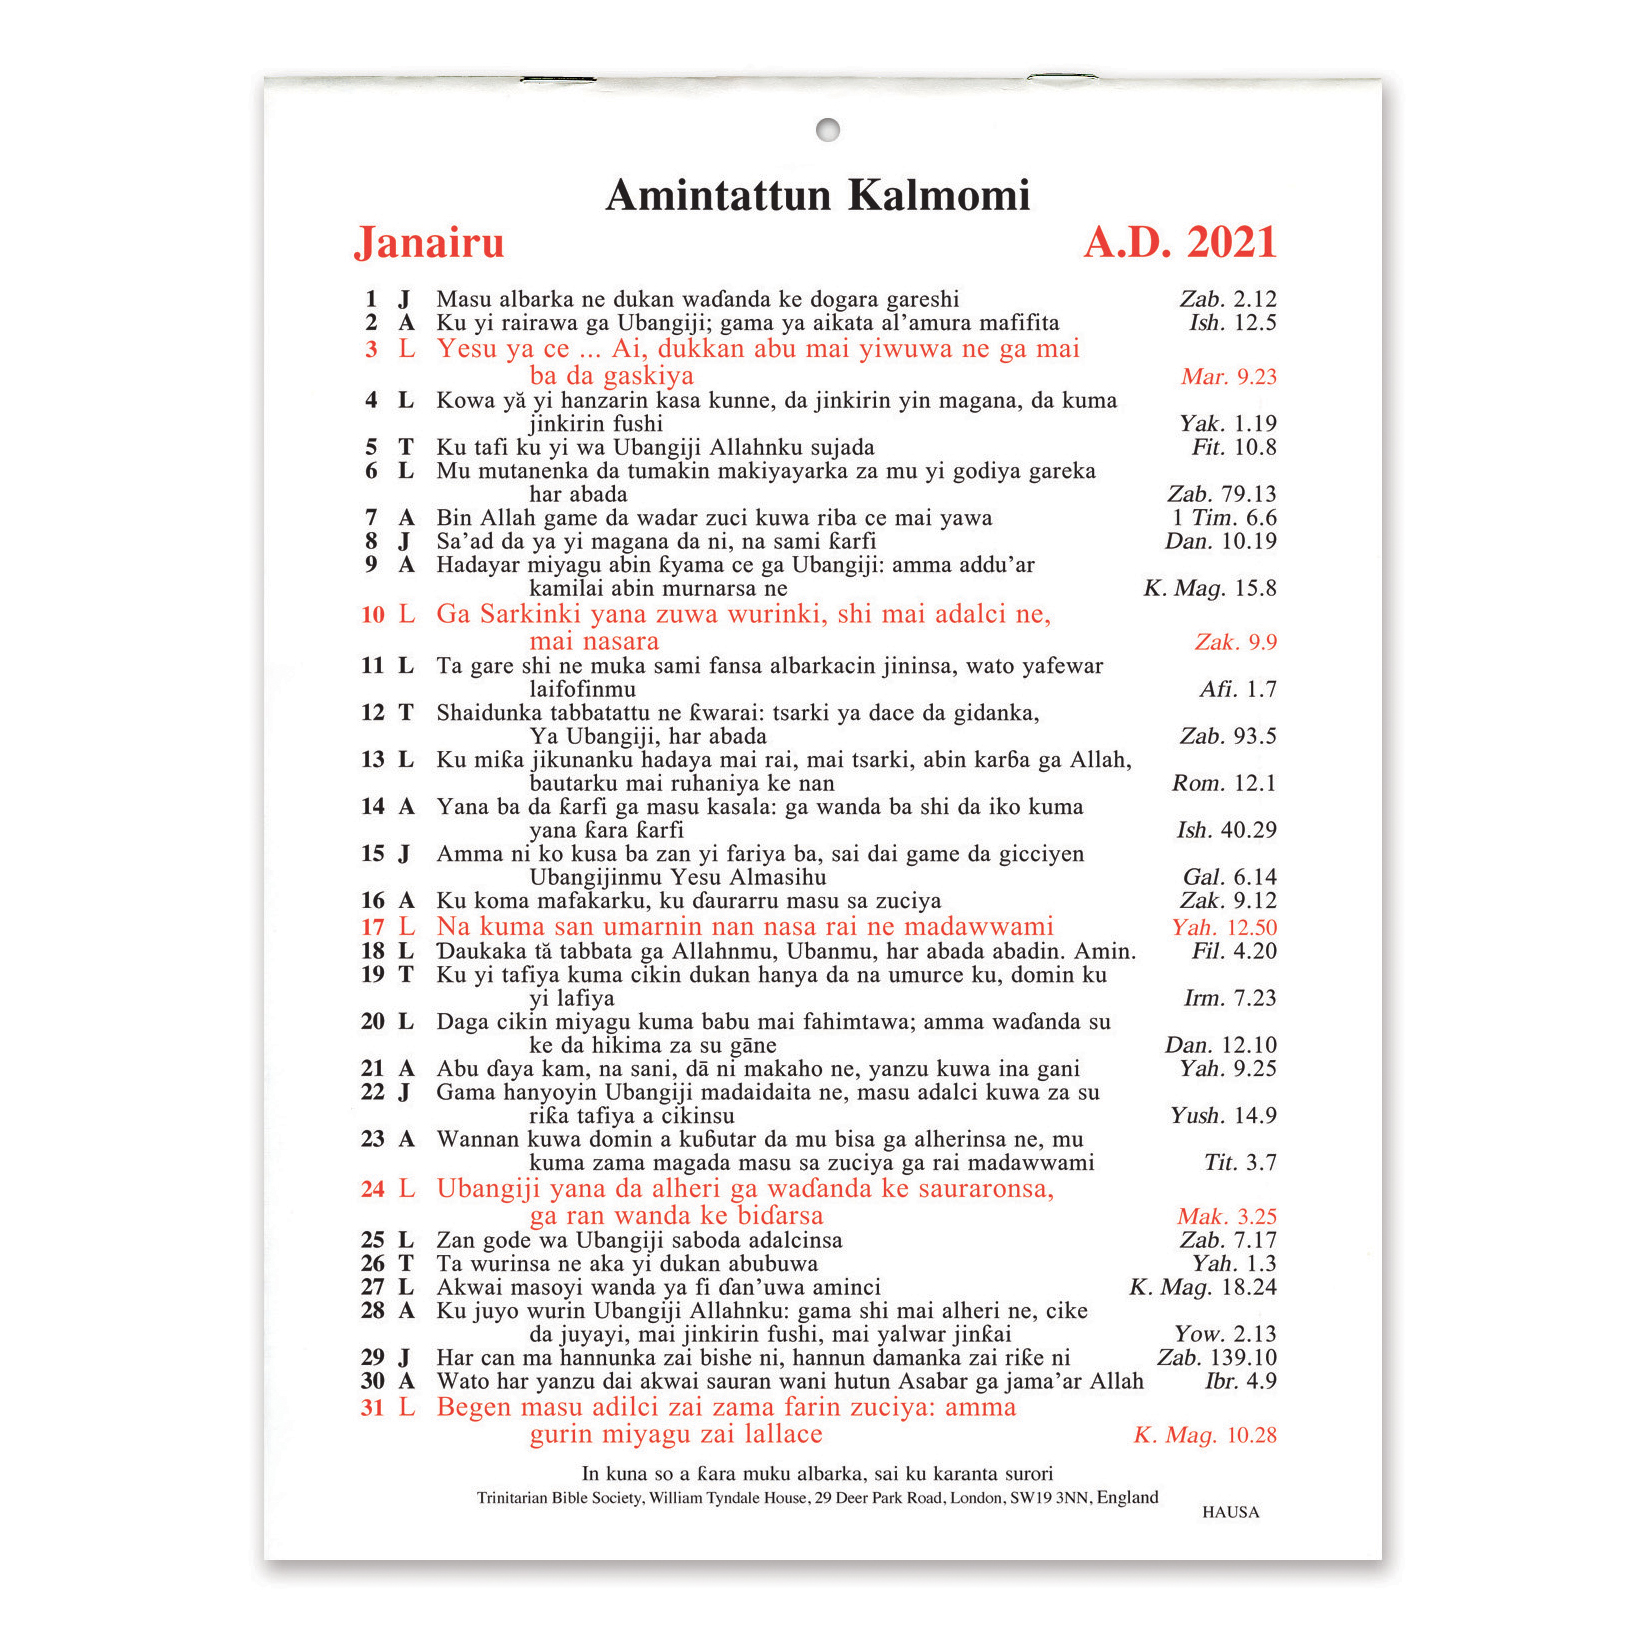 Amintattun Kalmomi
Janairu A.D. 2021
1 J Masu albarka ne dukan waɗanda ke dogara gareshi Zab. 2.12
2 A Ku yi rairawa ga Ubangiji; gama ya aikata al’amura mafifita Ish. 12.5
3 L Yesu ya ce ... Ai, dukkan abu mai yiwuwa ne ga mai
ba da gaskiya Mar. 9.23
4 L Kowa yă yi hanzarin kasa kunne, da jinkirin yin magana, da kuma
jinkirin fushi Yak. 1.19
5 T Ku tafi ku yi wa Ubangiji Allahnku sujada Fit. 10.8
6 L Mu mutanenka da tumakin makiyayarka za mu yi godiya gareka
har abada Zab. 79.13
7 A Bin Allah game da wadar zuci kuwa riba ce mai yawa 1 Tim. 6.6
8 J Sa’ad da ya yi magana da ni, na sami ƙarfi Dan. 10.19
9 A Hadayar miyagu abin ƙyama ce ga Ubangiji: amma addu’ar
kamilai abin murnarsa ne K. Mag. 15.8
10 L Ga Sarkinki yana zuwa wurinki, shi mai adalci ne,
mai nasara Zak. 9.9
11 L Ta gare shi ne muka sami fansa albarkacin jininsa, wato yafewar
laifofinmu Afi. 1.7
12 T Shaidunka tabbatattu ne ƙwarai: tsarki ya dace da gidanka,
Ya Ubangiji, har abada Zab. 93.5
13 L Ku miƙa jikunanku hadaya mai rai, mai tsarki, abin karɓa ga Allah,
bautarku mai ruhaniya ke nan Rom. 12.1
14 A Yana ba da ƙarfi ga masu kasala: ga wanda ba shi da iko kuma
yana ƙara ƙarfi Ish. 40.29
15 J Amma ni ko kusa ba zan yi fariya ba, sai dai game da gicciyen
Ubangijinmu Yesu Almasihu Gal. 6.14
16 A Ku koma mafakarku, ku ɗaurarru masu sa zuciya Zak. 9.12
17 L Na kuma san umarnin nan nasa rai ne madawwami Yah. 12.50
18 L Ɗaukaka tă tabbata ga Allahnmu, Ubanmu, har abada abadin. Amin. Fil. 4.20
19 T Ku yi tafiya kuma cikin dukan hanya da na umurce ku, domin ku
yi lafiya Irm. 7.23
20 L Daga cikin miyagu kuma babu mai fahimtawa; amma waɗanda su
ke da hikima za su gāne Dan. 12.10
21 A Abu ɗaya kam, na sani, dā ni makaho ne, yanzu kuwa ina gani Yah. 9.25
22 J Gama hanyoyin Ubangiji madaidaita ne, masu adalci kuwa za su
riƙa tafiya a cikinsu Yush. 14.9
23 A Wannan kuwa domin a kuɓutar da mu bisa ga alherinsa ne, mu
kuma zama magada masu sa zuciya ga rai madawwami Tit. 3.7
24 L Ubangiji yana da alheri ga waɗanda ke sauraronsa,
ga ran wanda ke biɗarsa Mak. 3.25
25 L Zan gode wa Ubangiji saboda adalcinsa Zab. 7.17
26 T Ta wurinsa ne aka yi dukan abubuwa Yah. 1.3
27 L Akwai masoyi wanda ya fi ɗan’uwa aminci K. Mag. 18.24
28 A Ku juyo wurin Ubangiji Allahnku: gama shi mai alheri ne, cike
da juyayi, mai jinkirin fushi, mai yalwar jinƙai Yow. 2.13
29 J Har can ma hannunka zai bishe ni, hannun damanka zai riƙe ni Zab. 139.10
30 A Wato har yanzu dai akwai sauran wani hutun Asabar ga jama’ar Allah Ibr. 4.9
31 L Begen masu adilci zai zama farin zuciya: amma
gurin miyagu zai lallace K. Mag. 10.28
In kuna so a ƙara muku albarka, sai ku karanta surori
Trinitarian Bible Society, William Tyndale House, 29 Deer Park Road, London, SW19 3NN, England
HAUSA